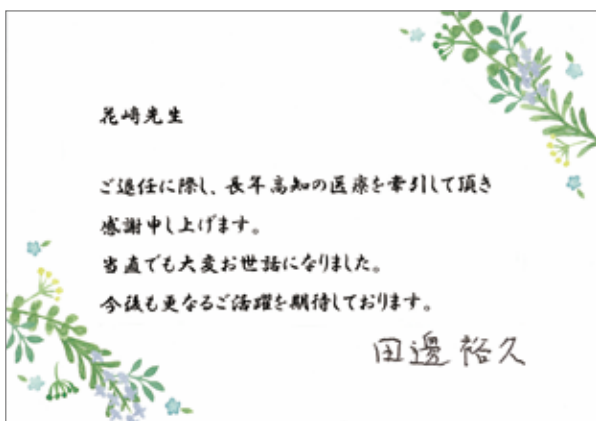 花崎先生
ご退任に際し、長年高知の医療を牽引して頂き
感謝申し上げます。
当直でも大変お世話になりました。
今後も更なるご活躍を期待しております。
田邊裕久